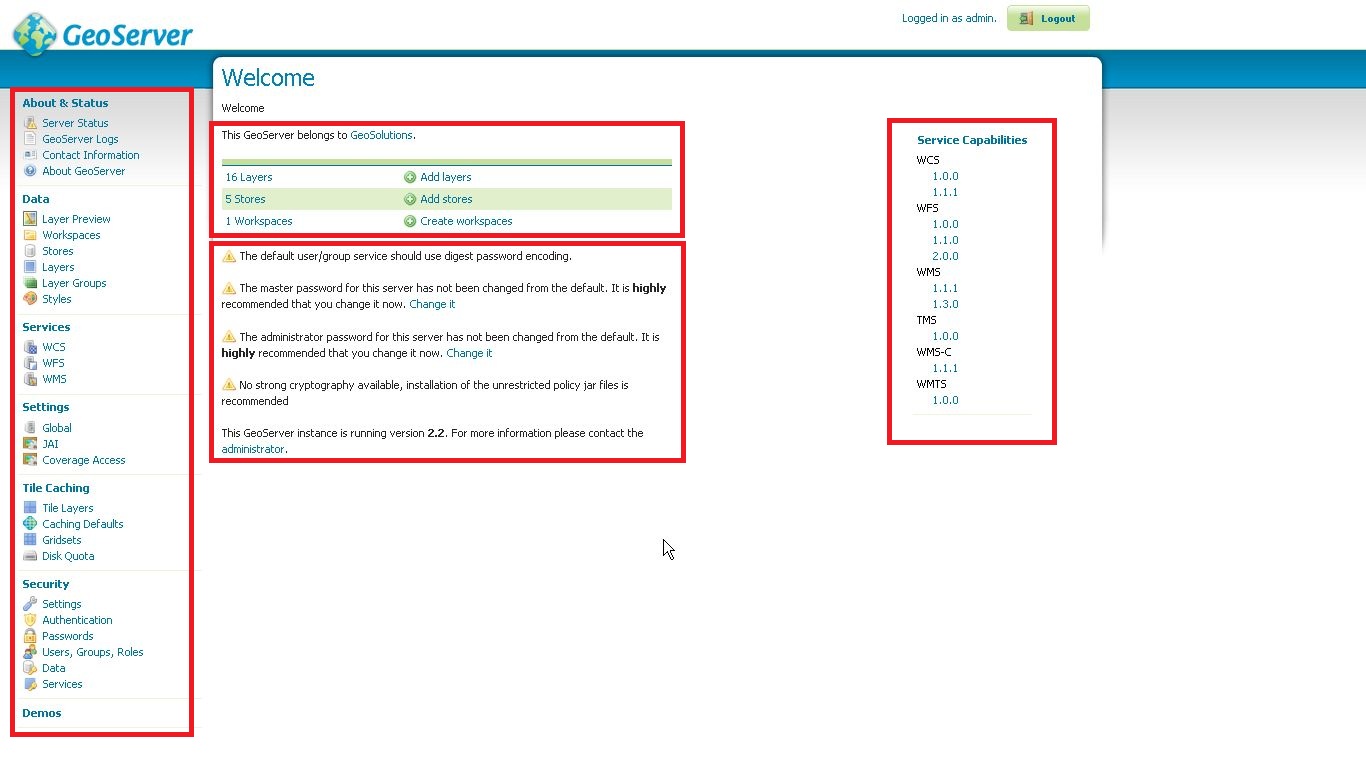 GeoServer
Logged in as admin.
Logout
About & Status
Server Status
GeoServer Logs
Contact Information
About GeoServer
Data
Layer Preview
Workspaces
Stores
Layers
Layer Groups
Styles
Services
WCS
WFS
WMS
Settings
Global
JAI
Coverage Access
Tile Caching
Tile Layers
Caching Defaults
Gridsets
Disk Quota
Security
Settings
Authentication
Passwords
Users, Groups, Roles
Data
Services
Demos
Welcome
Welcome
This GeoServer belongs to GeoSolutions.
16 Layers Add layers
5 Stores Add stores
1 Workspaces Create workspaces
The default user/group service should use digest password encoding.
The master password for this server has not been changed from the default. It is highly
recommended that you change it now. Change it
The administrator password for this server has not been changed from the default. It is
highly recommended that you change it now. Change it
No strong cryptography available, installation of the unrestricted policy jar files is
recommended
This GeoServer instance is running version 2.2. For more information please contact the
administrator.
Service Capabilities
WCS
1.0.0
1.1.1
WFS
1.0.0
1.1.0
2.0.0
WMS
1.1.1
1.3.0
TMS
1.0.0
WMS-C
1.1.1
WMTS
1.0.0